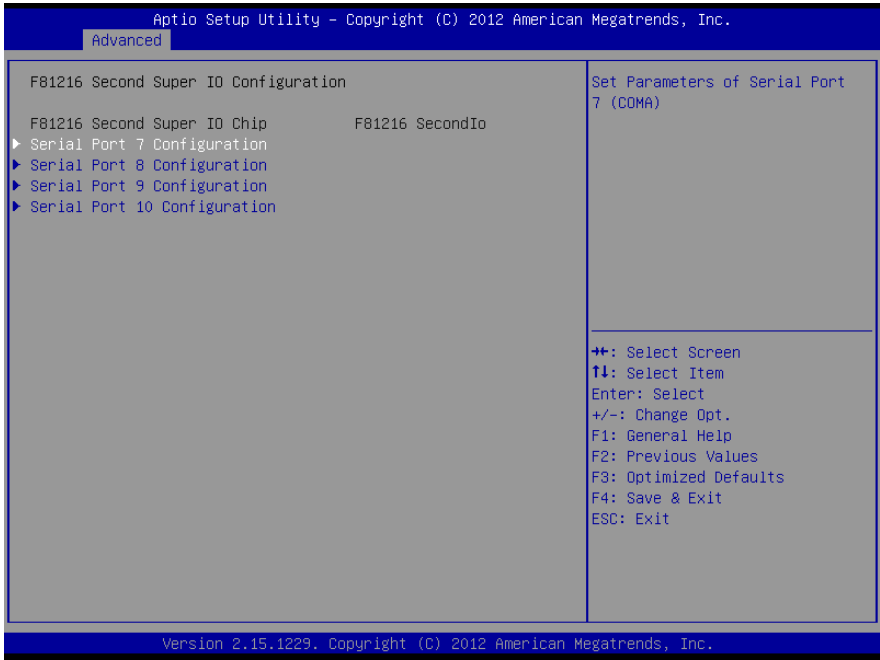 Aptio Setup Utility – Copyright (C) 2012 American Megatrends, Inc.
Advanced
F81216 Second Super IO Configuration
F81216 Second Super IO Chip F81216 SecondIo
▶ Serial Port 7 Configuration
▶ Serial Port 8 Configuration
▶ Serial Port 9 Configuration
▶ Serial Port 10 Configuration
Set Parameters of Serial Port
7 (COMA)
→←: Select Screen
↑↓: Select Item
Enter: Select
+/-: Change Opt.
F1: General Help
F2: Previous Values
F3: Optimized Defaults
F4: Save & Exit
ESC: Exit
Version 2.15.1229. Copyright (C) 2012 American Megatrends, Inc.